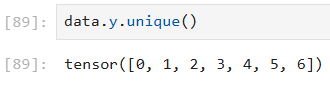 [89]: data.y.unique()
[89]: tensor([0, 1, 2, 3, 4, 5, 6])